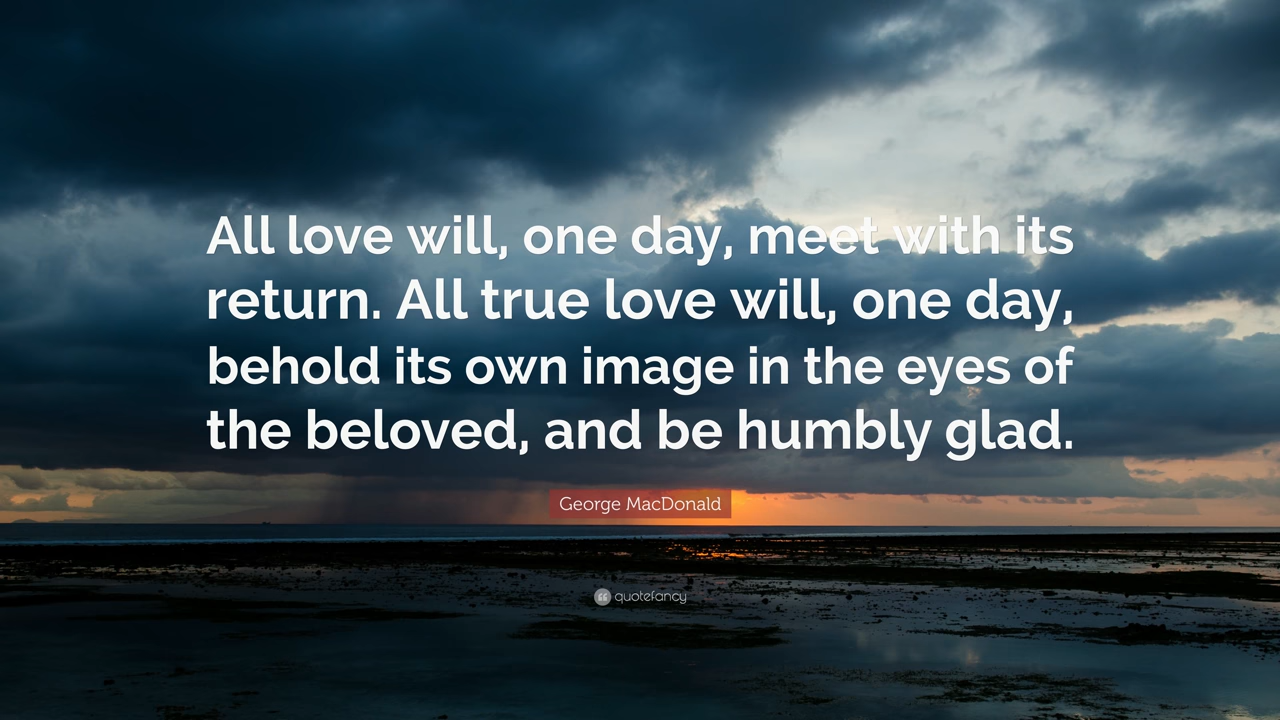 All love will, one day, meet with its
return. All true love will, one day,
behold its own image in the eyes of
the beloved, and be humbly glad.
George MacDonald
quotefancy